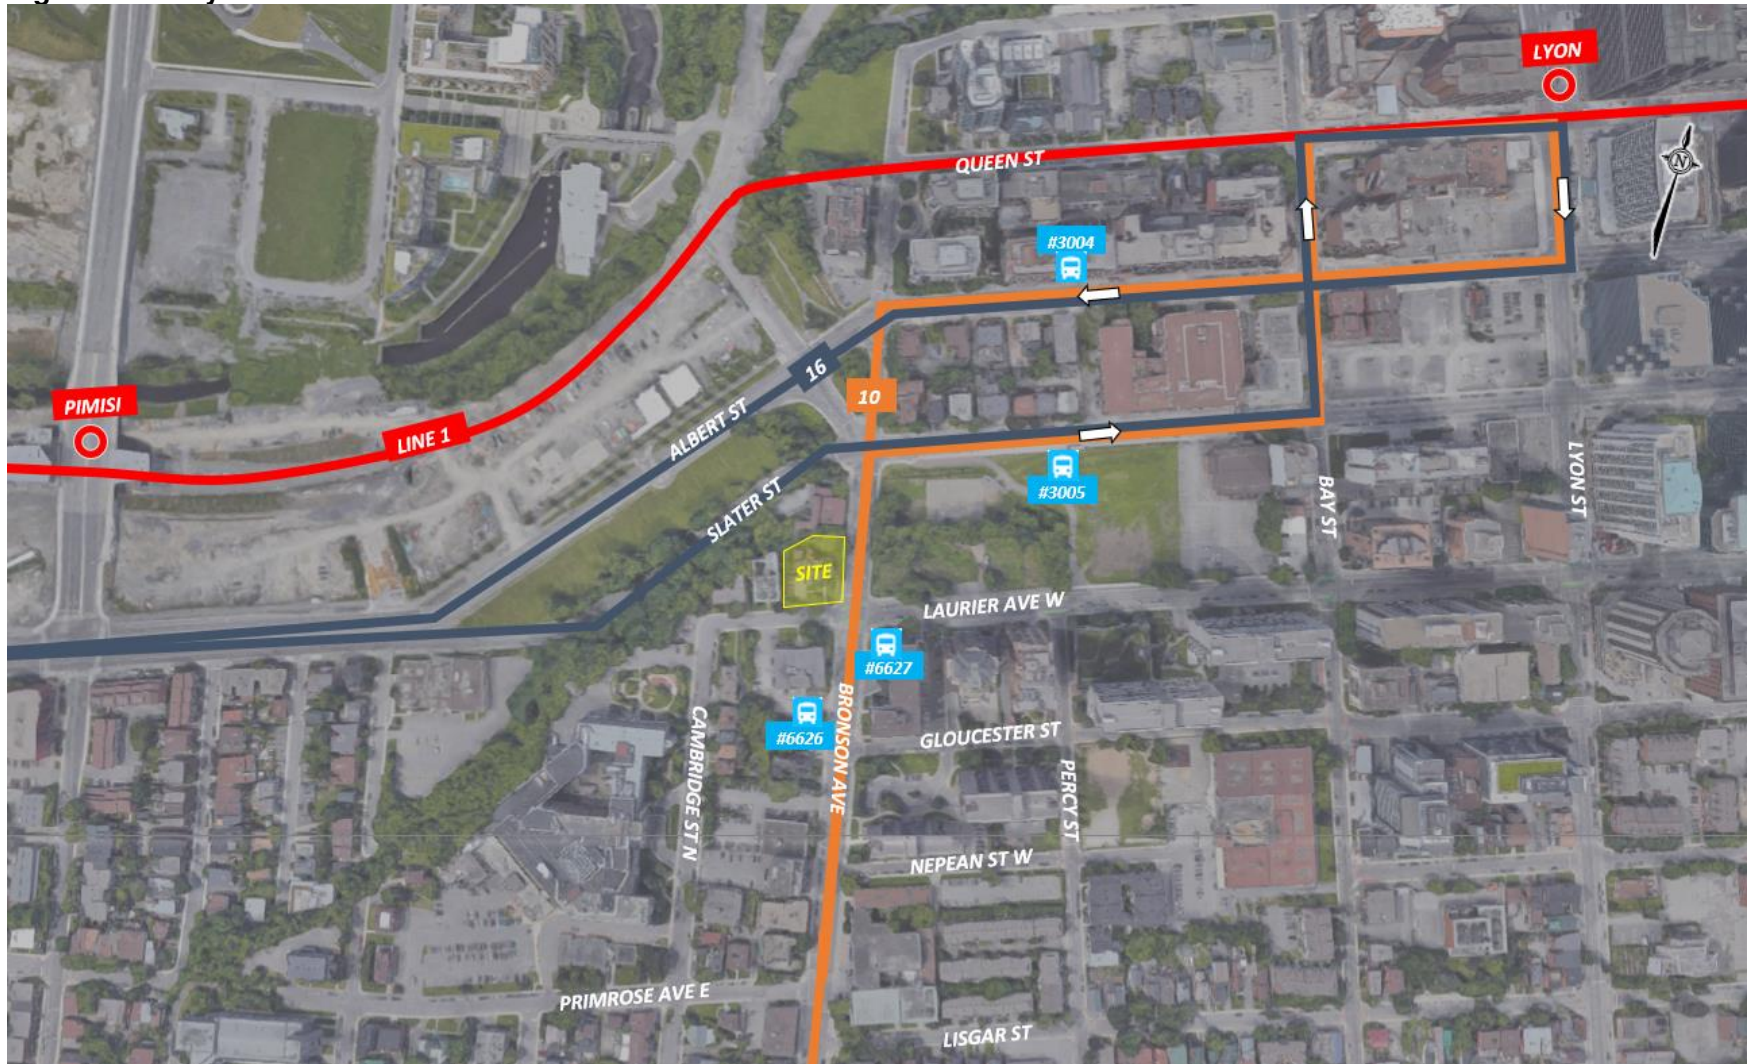 LYON
QUEEN ST
N
#3004
16
10
PIMISI
LINE 1
ALBERT ST
SLATER ST
#3005
BAY ST
LYON ST
SITE
LAURIER AVE W
#6627
#6626
BRONSON AVE
CAMBRIDGE ST N
GLOUCESTER ST
PERCY ST
NEPEAN ST W
PRIMROSE AVE E
LISGAR ST